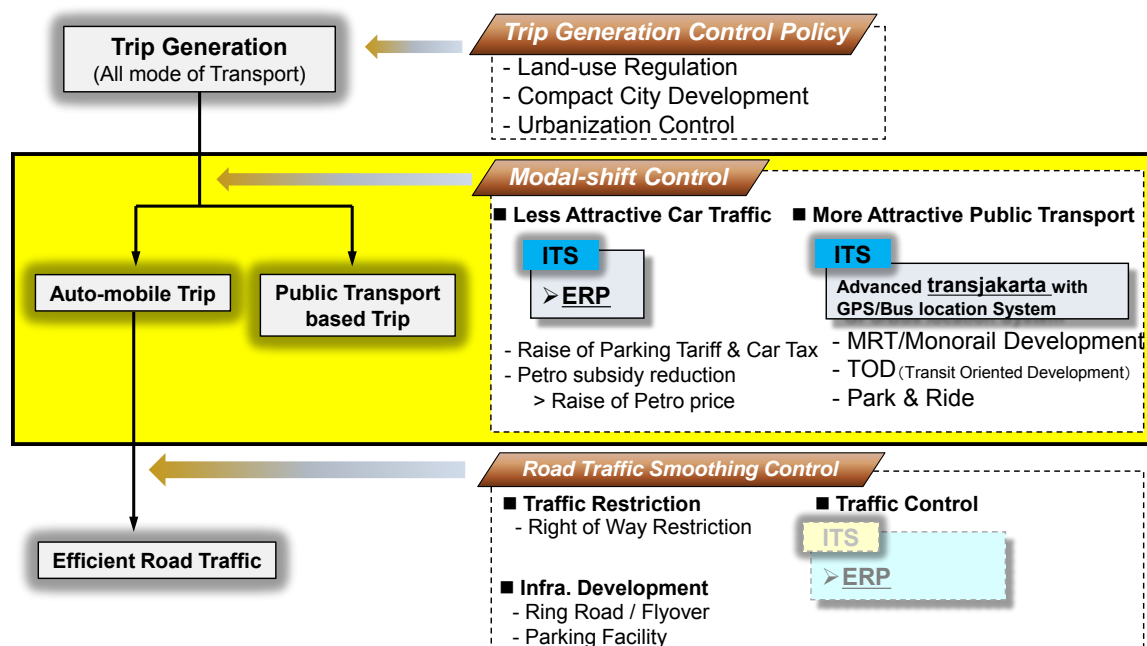 Trip Generation
(All mode of Transport)
Trip Generation Control Policy
- Land-use Regulation
- Compact City Development
- Urbanization Control
Modal-shift Control
■ Less Attractive Car Traffic
ITS
➢ ERP
- Raise of Parking Tariff & Car Tax
- Petro subsidy reduction
> Raise of Petro price
■ More Attractive Public Transport
ITS
Advanced transjakarta with
GPS/Bus location System
- MRT/Monorail Development
- TOD (Transit Oriented Development)
- Park & Ride
Auto-mobile Trip
Public Transport
based Trip
Road Traffic Smoothing Control
■ Traffic Restriction
- Right of Way Restriction
■ Infra. Development
- Ring Road / Flyover
- Parking Facility
■ Traffic Control
ITS
➢ ERP
Efficient Road Traffic